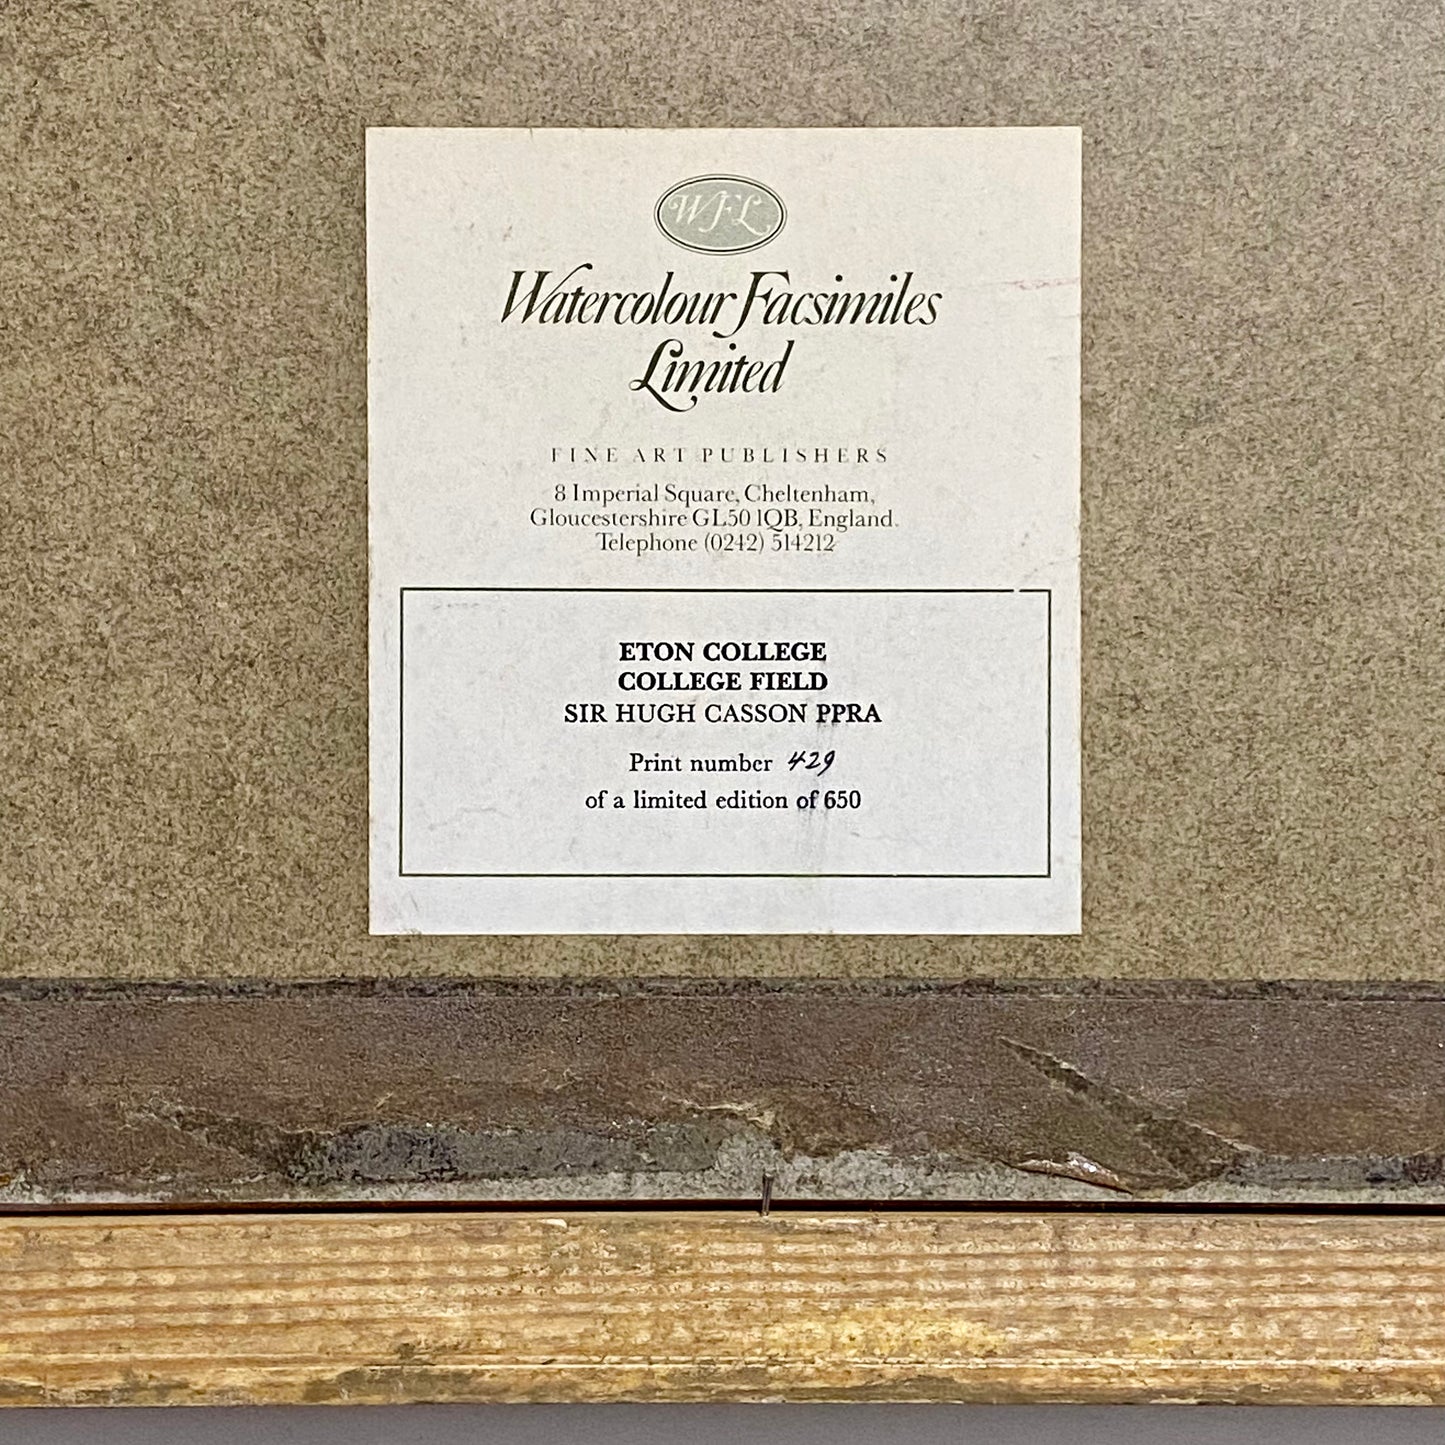 WFL
Watercolour Facsimiles
Limited
FINE ART PUBLISHERS
8 Imperial Square, Cheltenham,
Gloucestershire GL50 1QB, England.
Telephone (0242) 514212
ETON COLLEGE
COLLEGE FIELD
SIR HUGH CASSON PPRA
Print number 429
of a limited edition of 650